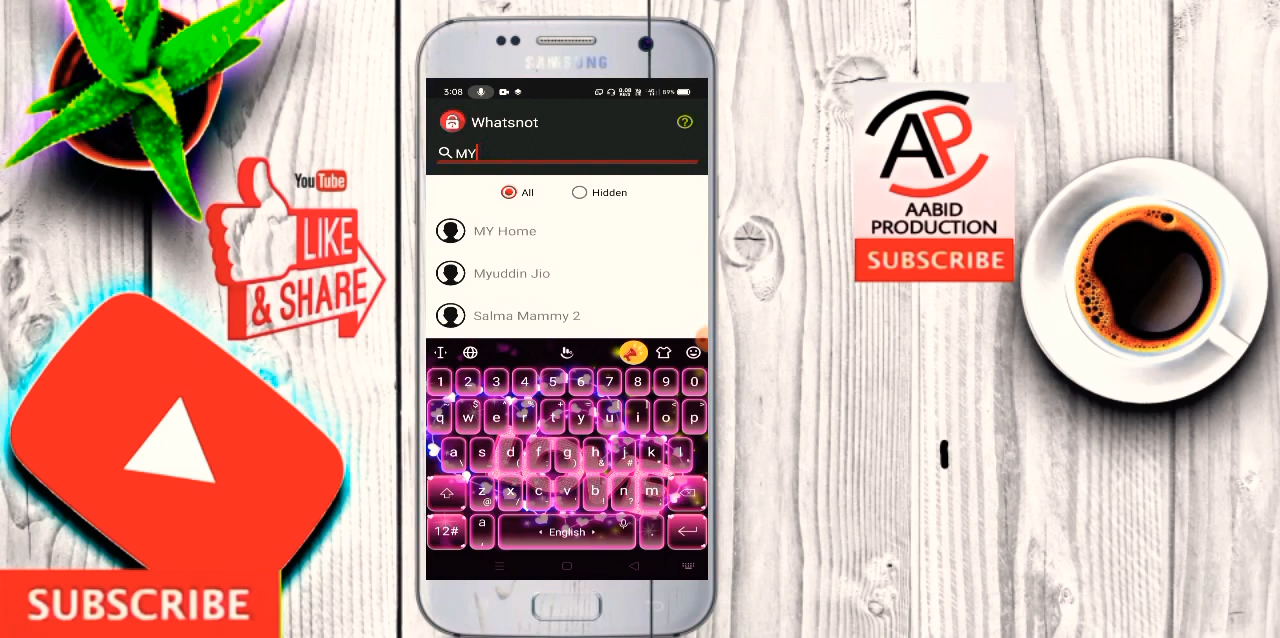 SAMSUNG
3:08
89%
Whatsnot
MY
All
Hidden
MY Home
Myuddin Jio
Salma Mammy 2
1 2 3 4 5 6 7 8 9 0
q w e r t y u i o p
a s d f g h j k l
z x c v b n m
12# a , English .
YouTube
LIKE
& SHARE
SUBSCRIBE
AP
AABID
PRODUCTION
SUBSCRIBE